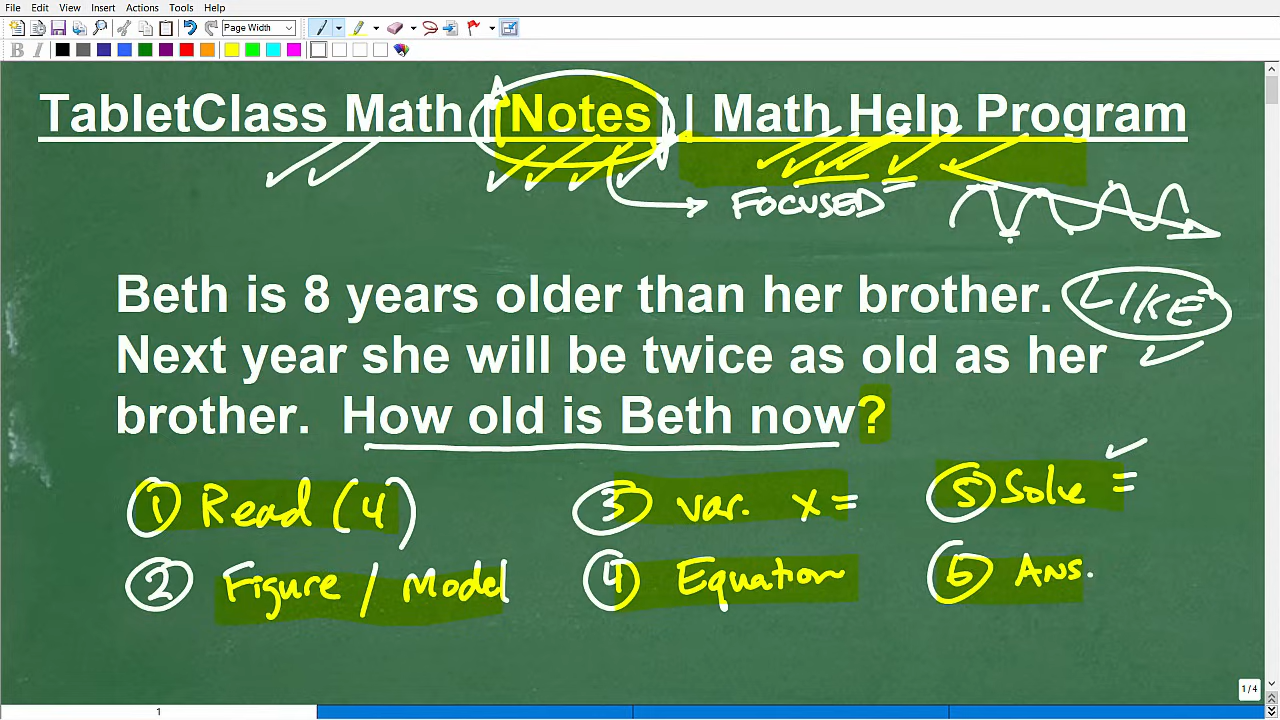 File Edit View Insert Actions Tools Help
Page Width
B I
TabletClass Math | Notes | | Math Help Program
FOCUSED
Beth is 8 years older than her brother.
LIKE
Next year she will be twice as old as her
brother. How old is Beth now?
① Read (4)
③ var. x =
⑤ Solve =
② Figure / Model
④ Equation
⑥ Ans.
1/4
1